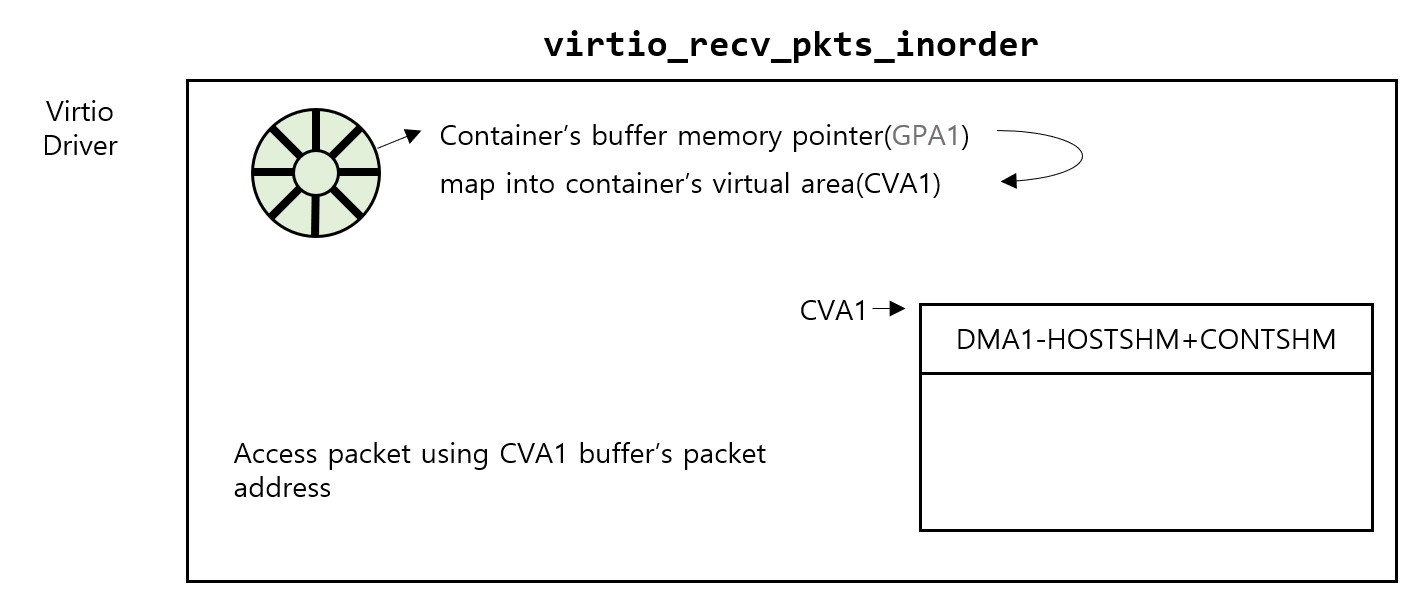 virtio_recv_pkts_inorder
Virtio
Driver
Container’s buffer memory pointer(GPA1)
map into container’s virtual area(CVA1)
CVA1
DMA1-HOSTSHM+CONTSHM
Access packet using CVA1 buffer’s packet
address